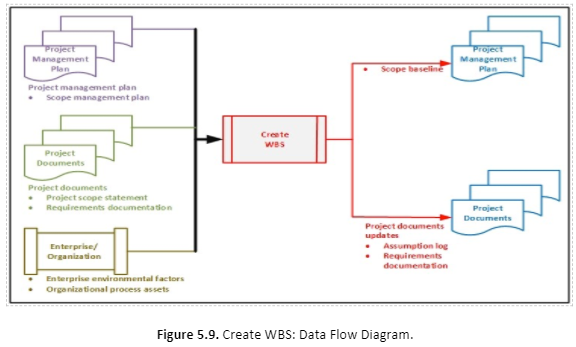 Project
Management
Plan
Project management plan
• Scope management plan
Project
Documents
Project documents
• Project scope statement
• Requirements documentation
Enterprise/
Organization
• Enterprise environmental factors
• Organizational process assets
Create
WBS
• Scope baseline
Project
Management
Plan
Project
Documents
Project documents
updates
• Assumption log
• Requirements
documentation
Figure 5.9. Create WBS: Data Flow Diagram.